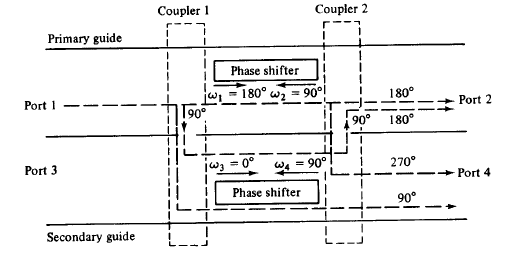 Coupler 1
Coupler 2
Primary guide
Phase shifter
ω₁ = 180° ω₂ = 90°
180°
Port 1
Port 2
90°
90°
180°
Port 3
ω₃ = 0°
ω₄ = 90°
270°
Port 4
Phase shifter
90°
Secondary guide